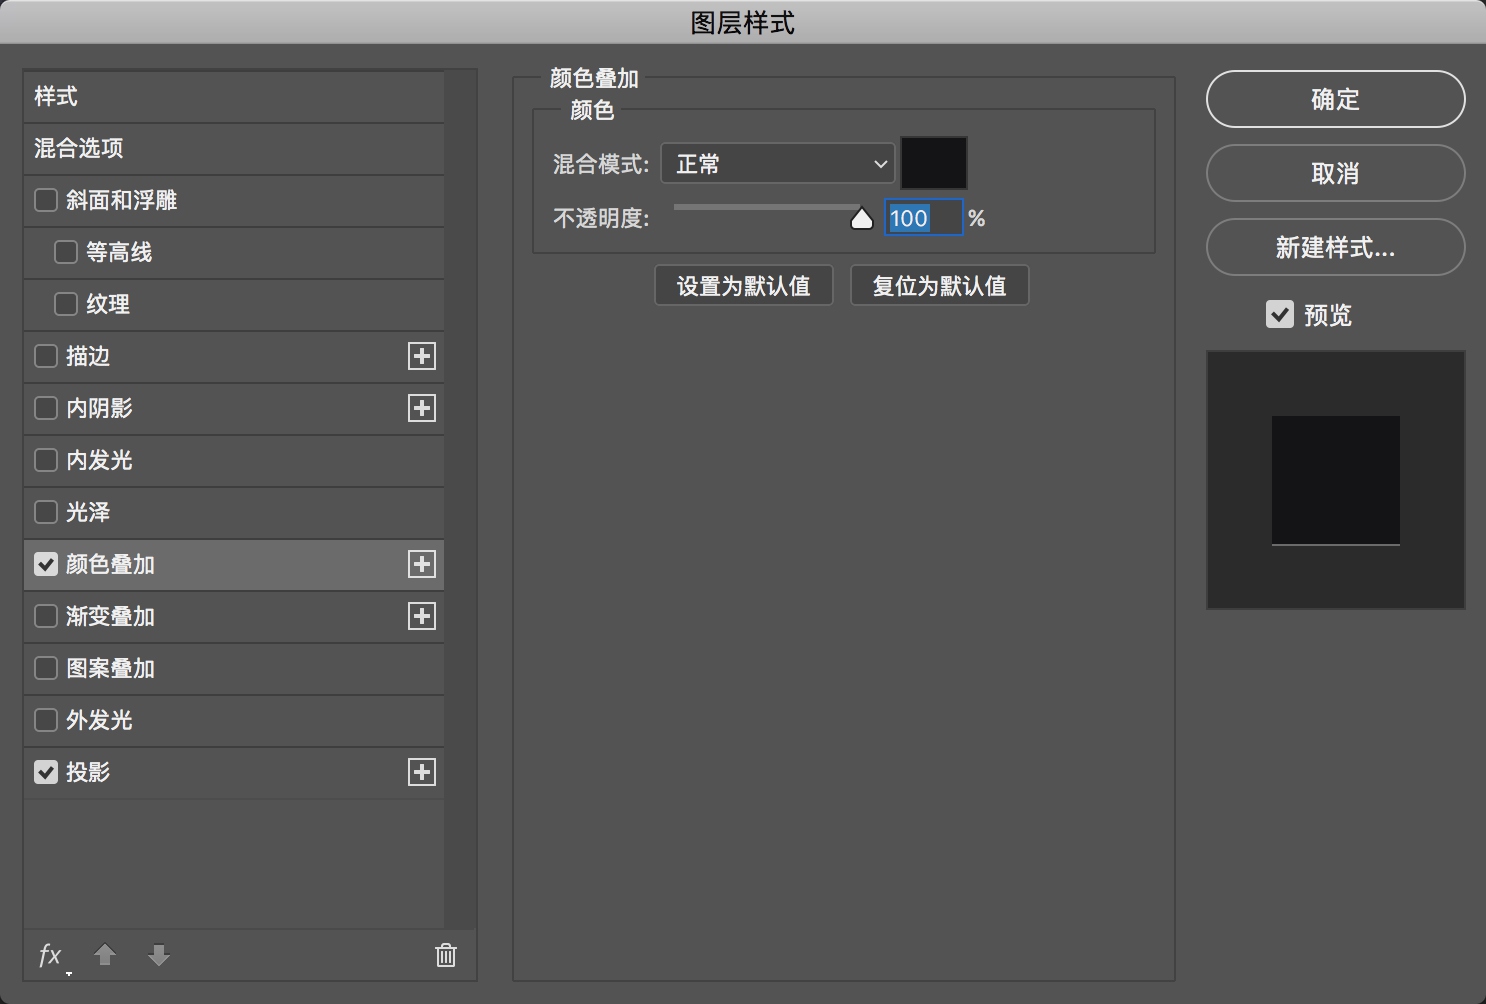 图层样式
样式
混合选项
斜面和浮雕
等高线
纹理
描边
内阴影
内发光
光泽
颜色叠加
渐变叠加
图案叠加
外发光
投影
fx
颜色叠加
颜色
混合模式: 正常
不透明度: 100 %
设置为默认值 复位为默认值
确定
取消
新建样式...
预览